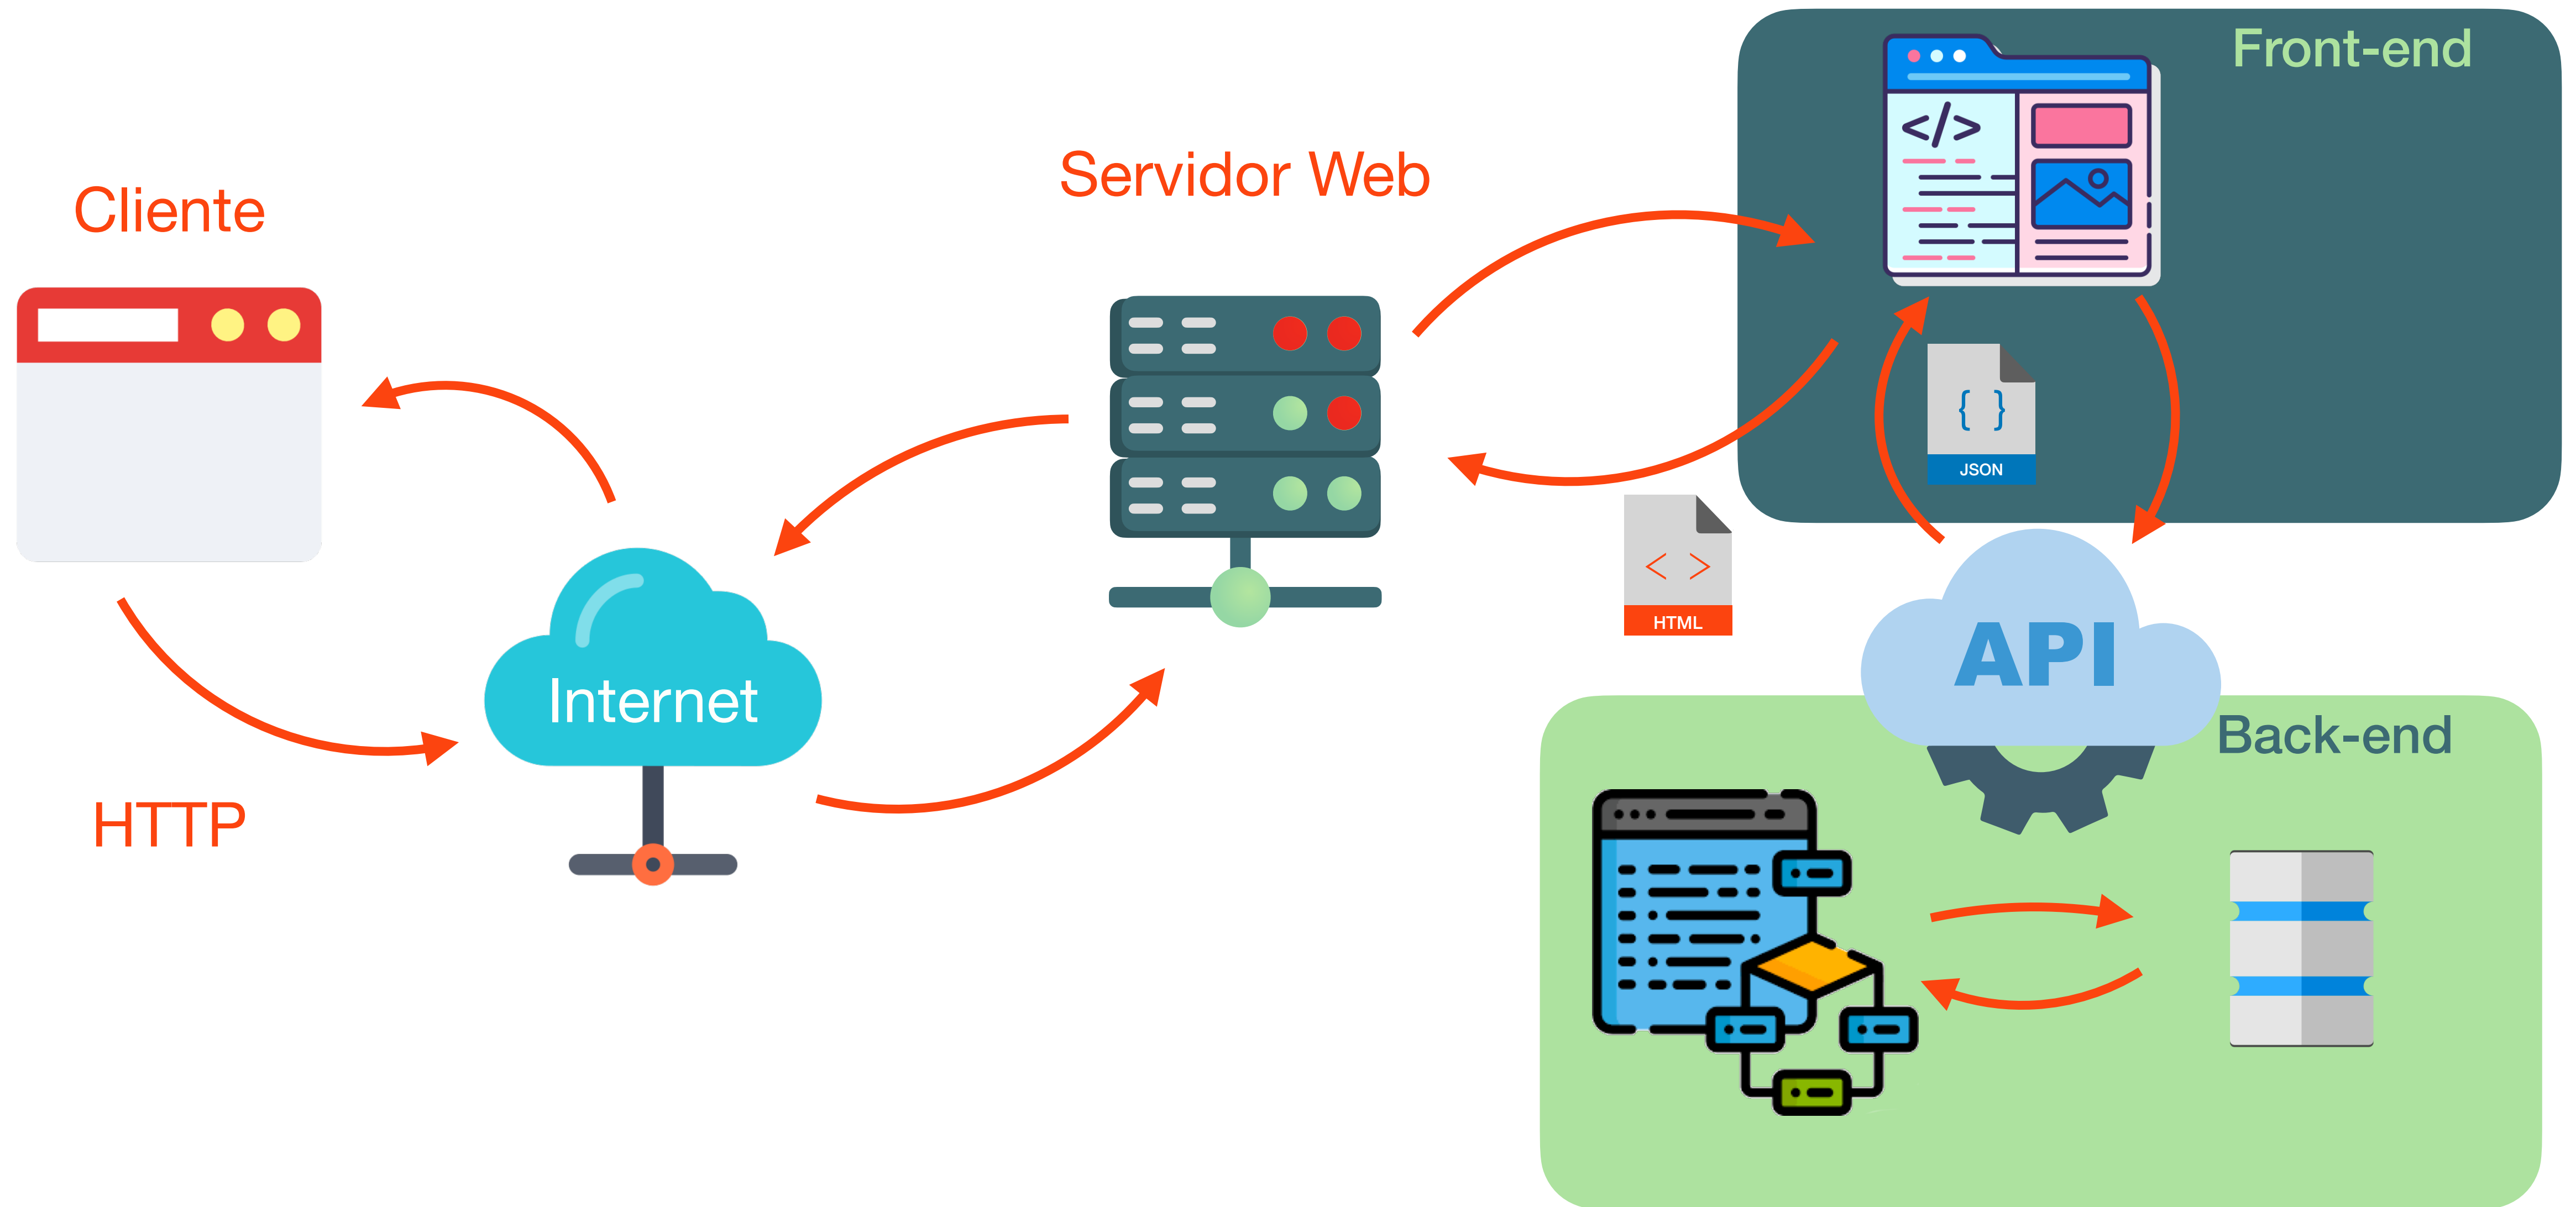 Front-end
Servidor Web
Cliente
</>
{ }
JSON
< >
HTML
API
Internet
Back-end
HTTP